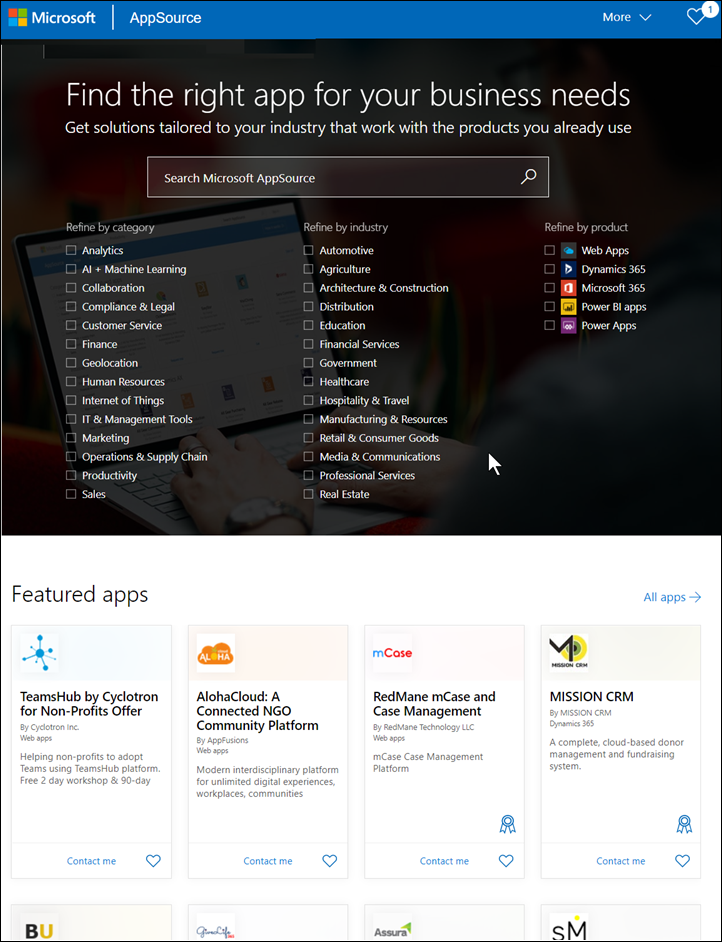 Microsoft AppSource More 1
Find the right app for your business needs
Get solutions tailored to your industry that work with the products you already use
Search Microsoft AppSource
Refine by category
Analytics
AI + Machine Learning
Collaboration
Compliance & Legal
Customer Service
Finance
Geolocation
Human Resources
Internet of Things
IT & Management Tools
Marketing
Operations & Supply Chain
Productivity
Sales
Refine by industry
Automotive
Agriculture
Architecture & Construction
Distribution
Education
Financial Services
Government
Healthcare
Hospitality & Travel
Manufacturing & Resources
Retail & Consumer Goods
Media & Communications
Professional Services
Real Estate
Refine by product
Web Apps
Dynamics 365
Microsoft 365
Power BI apps
Power Apps
Featured apps
All apps
TeamsHub by Cyclotron
for Non-Profits Offer
By Cyclotron Inc.
Web apps
Helping non-profits to adopt
Teams using TeamsHub platform.
Free 2 day workshop & 90-day
Contact me
ALOHA
AlohaCloud: A
Connected NGO
Community Platform
By AppFusions
Web apps
Modern interdisciplinary platform
for unlimited digital experiences,
workplaces, communities
Contact me
mCase
RedMane mCase and
Case Management
By RedMane Technology LLC
Web apps
mCase Case Management
Platform
Contact me
MISSION CRM
MISSION CRM
By MISSION CRM
Dynamics 365
A complete, cloud-based donor
management and fundraising
system.
Contact me
BU
GivenLife
Assura
sM